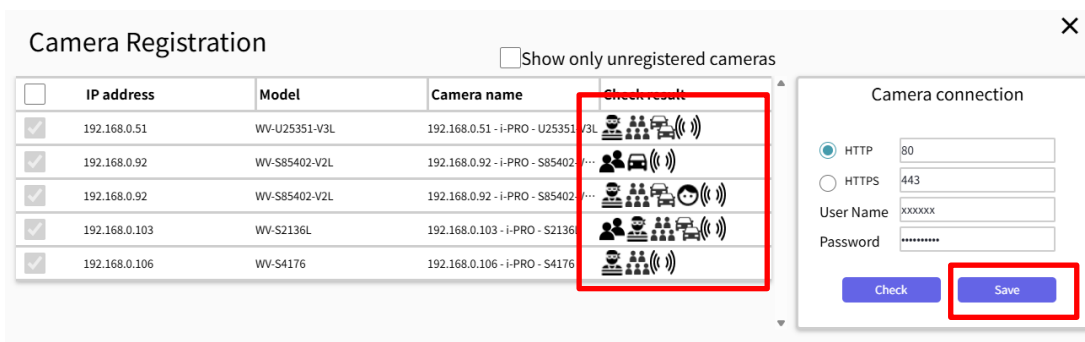 Camera Registration
Show only unregistered cameras
IP address Model Camera name Check result
192.168.0.51 WV-U25351-V3L 192.168.0.51 - i-PRO - U25351-V3L
192.168.0.92 WV-S85402-V2L 192.168.0.92 - i-PRO - S85402-V···
192.168.0.92 WV-S85402-V2L 192.168.0.92 - i-PRO - S85402-V···
192.168.0.103 WV-S2136L 192.168.0.103 - i-PRO - S2136L
192.168.0.106 WV-S4176 192.168.0.106 - i-PRO - S4176
Camera connection
HTTP 80
HTTPS 443
User Name xxxxxx
Password ••••••••••
Check Save